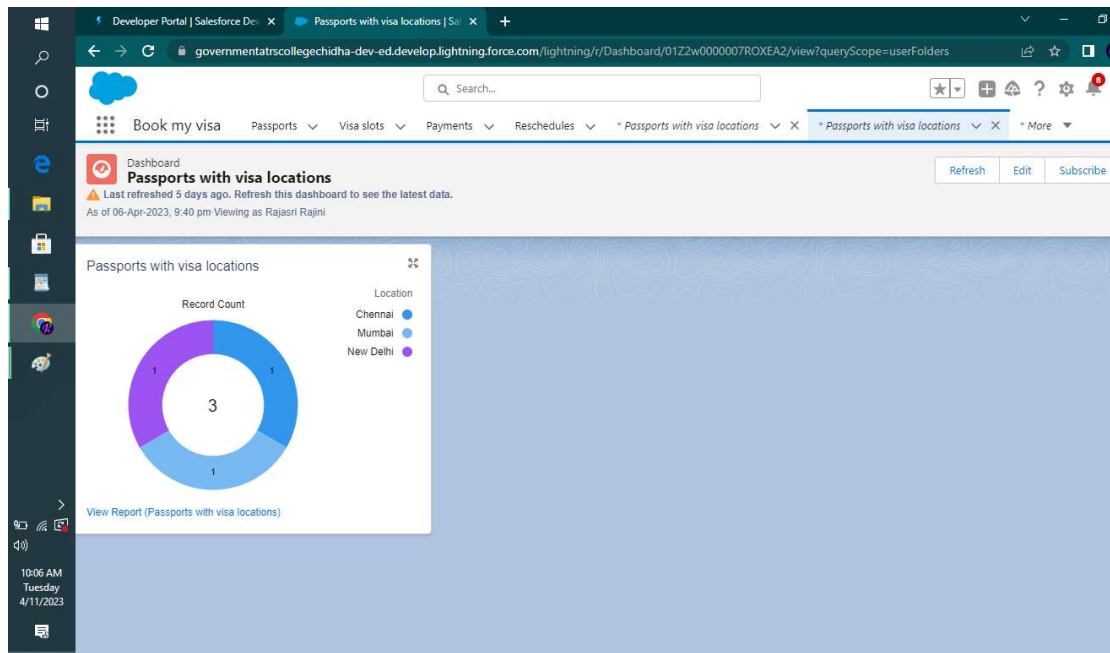 Developer Portal | Salesforce Dev
Passports with visa locations | Sal
governmentatrscollegechidha-dev-ed.develop.lightning.force.com/lightning/r/Dashboard/01Z2w0000007ROXEA2/view?queryScope=userFolders
Search...
8
Book my visa Passports Visa slots Payments Reschedules * Passports with visa locations * Passports with visa locations * More
Dashboard
Passports with visa locations
Last refreshed 5 days ago. Refresh this dashboard to see the latest data.
As of 06-Apr-2023, 9:40 pm·Viewing as Rajasri Rajini
Refresh Edit Subscribe
Passports with visa locations
Record Count
Location
Chennai
Mumbai
New Delhi
1
1
3
1
View Report (Passports with visa locations)
10:06 AM
Tuesday
4/11/2023